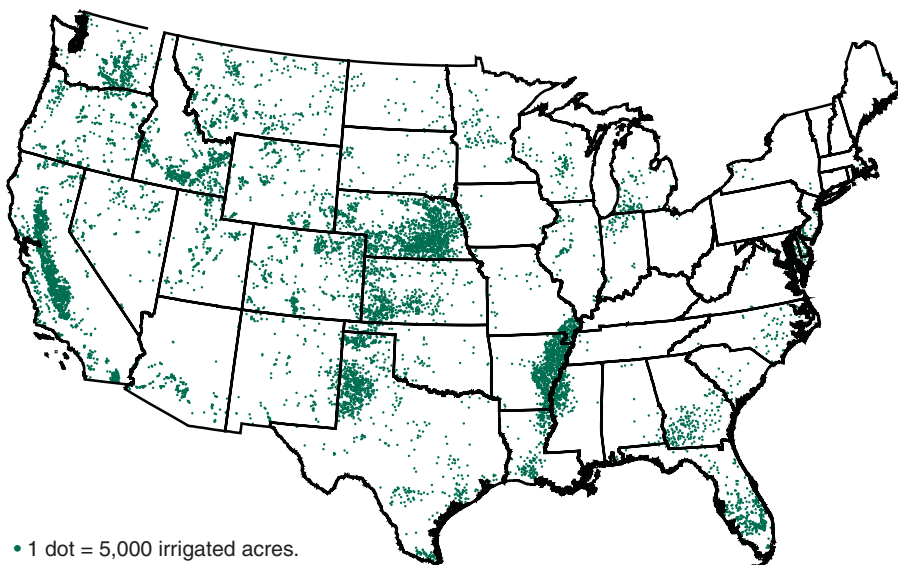 • 1 dot = 5,000 irrigated acres.